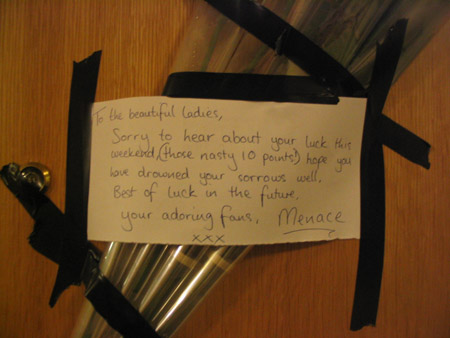 To the beautiful Ladies,
Sorry to hear about your luck this
weekend, (those nasty 10 points!) hope you
have drowned your sorrows well.
Best of luck in the future.
your adoring fans, Menace
xxx